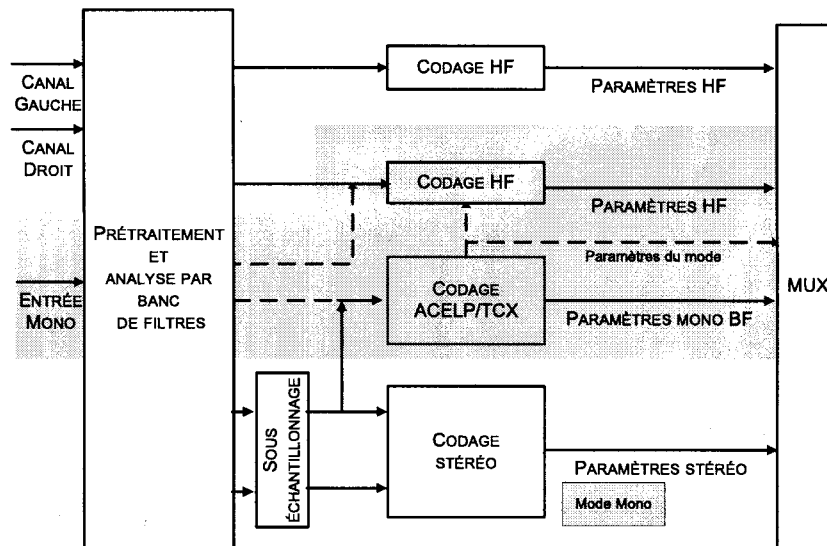 CANAL
GAUCHE
CANAL
DROIT
ENTRÉE
MONO
PRÉTRAITEMENT
ET
ANALYSE PAR
BANC
DE FILTRES
CODAGE HF
PARAMÈTRES HF
CODAGE HF
PARAMÈTRES HF
Paramètres du mode
CODAGE
ACELP/TCX
PARAMÈTRES MONO BF
MUX
SOUS
ÉCHANTILLONNAGE
CODAGE
STÉRÉO
PARAMÈTRES STÉRÉO
Mode Mono